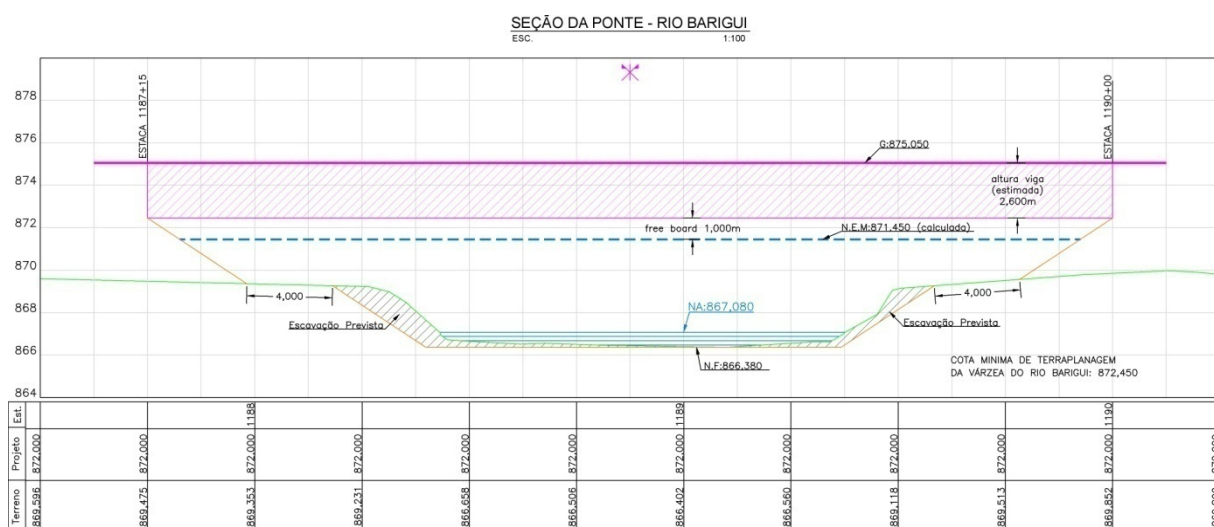 SEÇÃO DA PONTE - RIO BARIGUI
ESC. 1:100
878
876
874
872
870
868
866
864
ESTACA 1187+15
ESTACA 1190+00
G:875,050
altura viga
(estimada)
2,600m
free board 1,000m
N.E.M:871,450 (calculada)
4,000
4,000
NA:867,080
Escavação Prevista
Escavação Prevista
N.F:866,380
COTA MINIMA DE TERRAPLANAGEM
DA VÁRZEA DO RIO BARIGUI: 872,450
Est. 1188 1189 1190
Projeto 872.000 872.000 872.000 872.000 872.000 872.000 872.000 872.000 872.000 872.000 872.000
Terreno 869.596 869.475 869.353 869.231 866.658 866.506 866.402 866.560 869.118 869.513 869.852